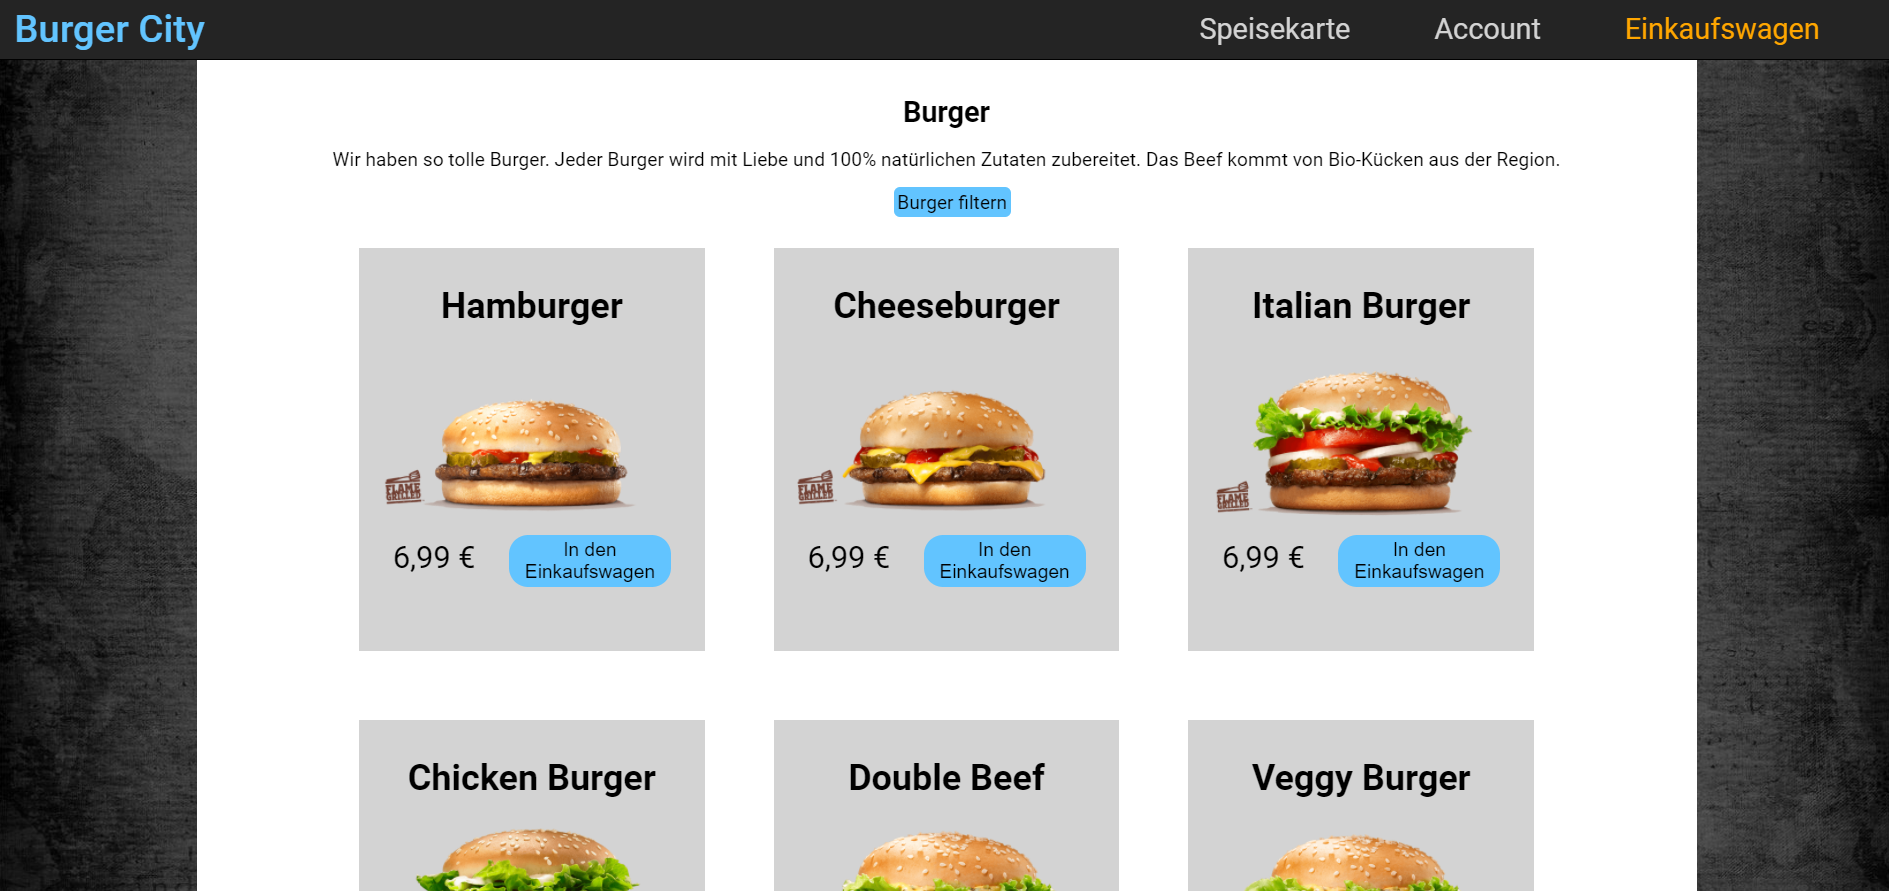 Burger City
Speisekarte
Account
Einkaufswagen
Burger
Wir haben so tolle Burger. Jeder Burger wird mit Liebe und 100% natürlichen Zutaten zubereitet. Das Beef kommt von Bio-Kücken aus der Region.
Burger filtern
Hamburger
FLAME
GRILLED
6,99 €
In den
Einkaufswagen
Cheeseburger
FLAME
GRILLED
6,99 €
In den
Einkaufswagen
Italian Burger
FLAME
GRILLED
6,99 €
In den
Einkaufswagen
Chicken Burger
Double Beef
Veggy Burger